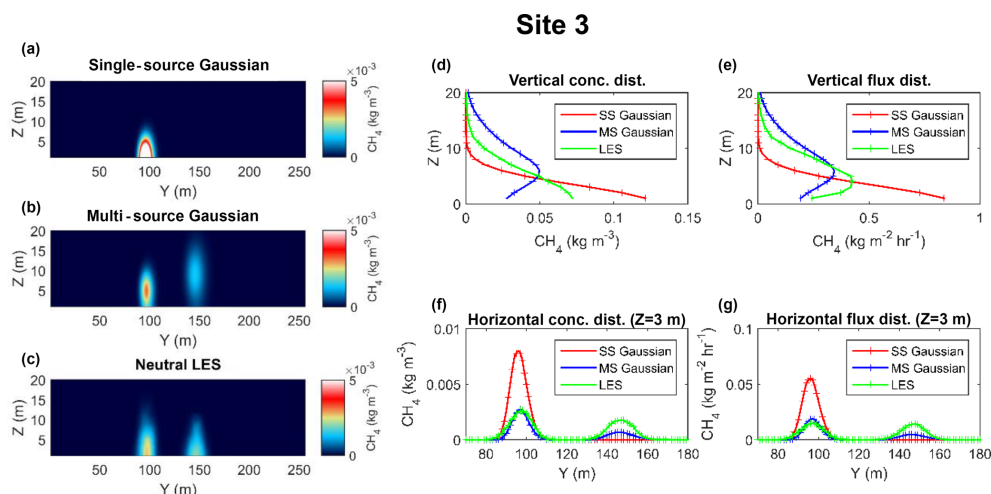 Site 3
(a)
Single-source Gaussian
20
15
10
5
Z (m)
50 100 150 200 250
Y (m)
×10⁻³
5
0
CH₄ (kg m⁻³)
(b)
Multi-source Gaussian
20
15
10
5
Z (m)
50 100 150 200 250
Y (m)
×10⁻³
5
0
CH₄ (kg m⁻³)
(c)
Neutral LES
20
15
10
5
Z (m)
50 100 150 200 250
Y (m)
×10⁻³
5
0
CH₄ (kg m⁻³)
(d)
Vertical conc. dist.
20
10
0
Z (m)
SS Gaussian
MS Gaussian
LES
0 0.05 0.1 0.15
CH₄ (kg m⁻³)
(e)
Vertical flux dist.
20
10
0
Z (m)
SS Gaussian
MS Gaussian
LES
0 0.5 1
CH₄ (kg m⁻² hr⁻¹)
(f)
Horizontal conc. dist. (Z=3 m)
0.01
0.005
0
CH₄ (kg m⁻³)
SS Gaussian
MS Gaussian
LES
80 100 120 140 160 180
Y (m)
(g)
Horizontal flux dist. (Z=3 m)
0.1
0.05
0
CH₄ (kg m⁻² hr⁻¹)
SS Gaussian
MS Gaussian
LES
80 100 120 140 160 180
Y (m)